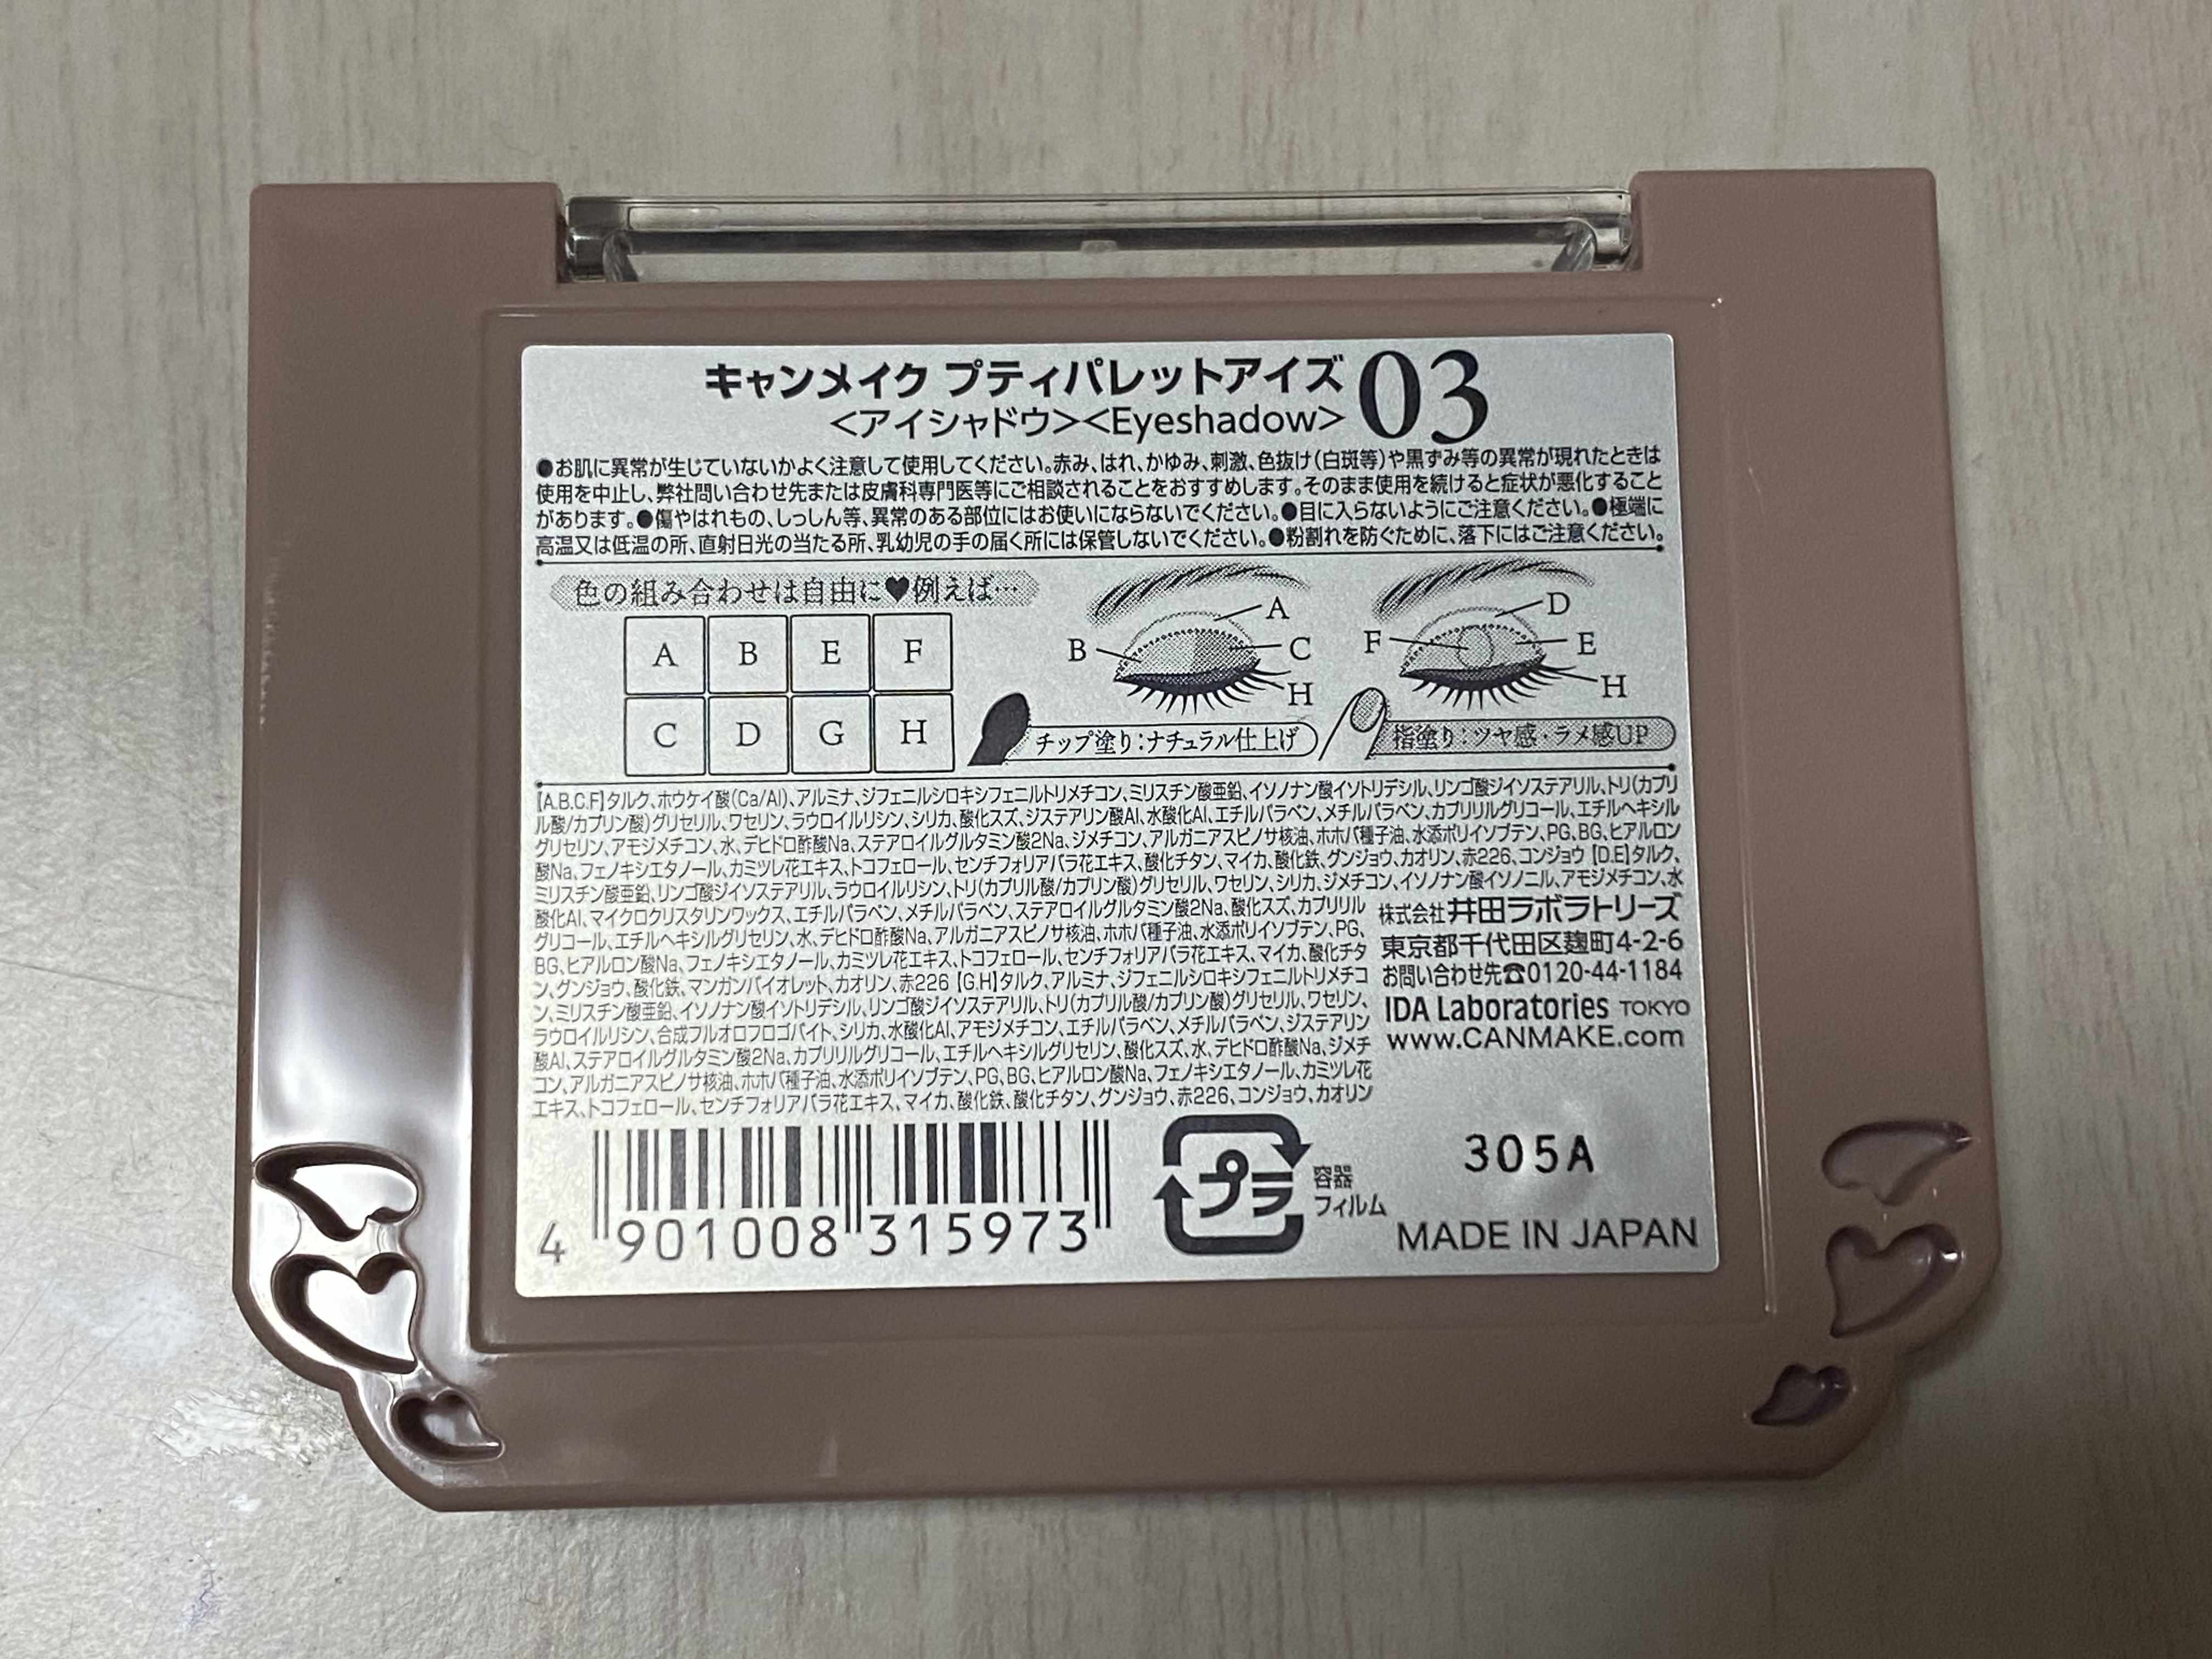 キャンメイク プティパレットアイズ 03
<アイシャドウ><Eyeshadow>
●お肌に異常が生じていないかよく注意して使用してください。赤み、はれ、かゆみ、刺激、色抜け(白斑等)や黒ずみ等の異常が現れたときは
使用を中止し、弊社問い合わせ先または皮膚科専門医等にご相談されることをおすすめします。そのまま使用を続けると症状が悪化すること
があります。●傷やはれもの、しっしん等、異常のある部位にはお使いにならないでください。●目に入らないようにご注意ください。●極端に
高温又は低温の所、直射日光の当たる所、乳幼児の手の届く所には保管しないでください。●粉割れを防ぐために、落下にはご注意ください。
色の組み合わせは自由に♥例えば…
A B E F
C D G H
A
B
C
H
D
F
E
H
チップ塗り:ナチュラル仕上げ
指塗り:ツヤ感・ラメ感UP
【A.B.C.F】タルク、ホウケイ酸(Ca/Al)、アルミナ、ジフェニルシロキシフェニルトリメチコン、ミリスチン酸亜鉛、イソノナン酸イソトリデシル、リンゴ酸ジイソステアリル、トリ(カプリ
ル酸/カプリン酸)グリセリル、ワセリン、ラウロイルリシン、シリカ、酸化スズ、ジステアリン酸Al、水酸化Al、エチルパラベン、メチルパラベン、カプリリルグリコール、エチルヘキシル
グリセリン、アモジメチコン、水、デヒドロ酢酸Na、ステアロイルグルタミン酸2Na、ジメチコン、アルガニアスピノサ核油、ホホバ種子油、水添ポリイソブテン、PG、BG、ヒアルロン
酸Na、フェノキシエタノール、カミツレ花エキス、トコフェロール、センチフォリアバラ花エキス、酸化チタン、マイカ、酸化鉄、グンジョウ、カオリン、赤226、コンジョウ【D.E】タルク、
ミリスチン酸亜鉛、リンゴ酸ジイソステアリル、ラウロイルリシン、トリ(カプリル酸/カプリン酸)グリセリル、ワセリン、シリカ、ジメチコン、イソノナン酸イソノニル、アモジメチコン、水
酸化Al、マイクロクリスタリンワックス、エチルパラベン、メチルパラベン、ステアロイルグルタミン酸2Na、酸化スズ、カプリリル
グリコール、エチルヘキシルグリセリン、水、デヒドロ酢酸Na、アルガニアスピノサ核油、ホホバ種子油、水添ポリイソブテン、PG、
BG、ヒアルロン酸Na、フェノキシエタノール、カミツレ花エキス、トコフェロール、センチフォリアバラ花エキス、マイカ、酸化チタ
ン、グンジョウ、酸化鉄、マンガンバイオレット、カオリン、赤226【G.H】タルク、アルミナ、ジフェニルシロキシフェニルトリメチコ
ン、ミリスチン酸亜鉛、イソノナン酸イソトリデシル、リンゴ酸ジイソステアリル、トリ(カプリル酸/カプリン酸)グリセリル、ワセリン、
ラウロイルリシン、合成フルオロフロゴパイト、シリカ、水酸化Al、アモジメチコン、エチルパラベン、メチルパラベン、ジステアリン
酸Al、ステアロイルグルタミン酸2Na、カプリリルグリコール、エチルヘキシルグリセリン、酸化スズ、水、デヒドロ酢酸Na、ジメチ
コン、アルガニアスピノサ核油、ホホバ種子油、水添ポリイソブテン、PG、BG、ヒアルロン酸Na、フェノキシエタノール、カミツレ花
エキス、トコフェロール、センチフォリアバラ花エキス、マイカ、酸化鉄、酸化チタン、グンジョウ、赤226、コンジョウ、カオリン
株式会社井田ラボラトリーズ
東京都千代田区麹町4-2-6
お問い合わせ先☎0120-44-1184
IDA Laboratories TOKYO
www.CANMAKE.com
4 901008 315973
プラ
容器
フィルム
305A
MADE IN JAPAN